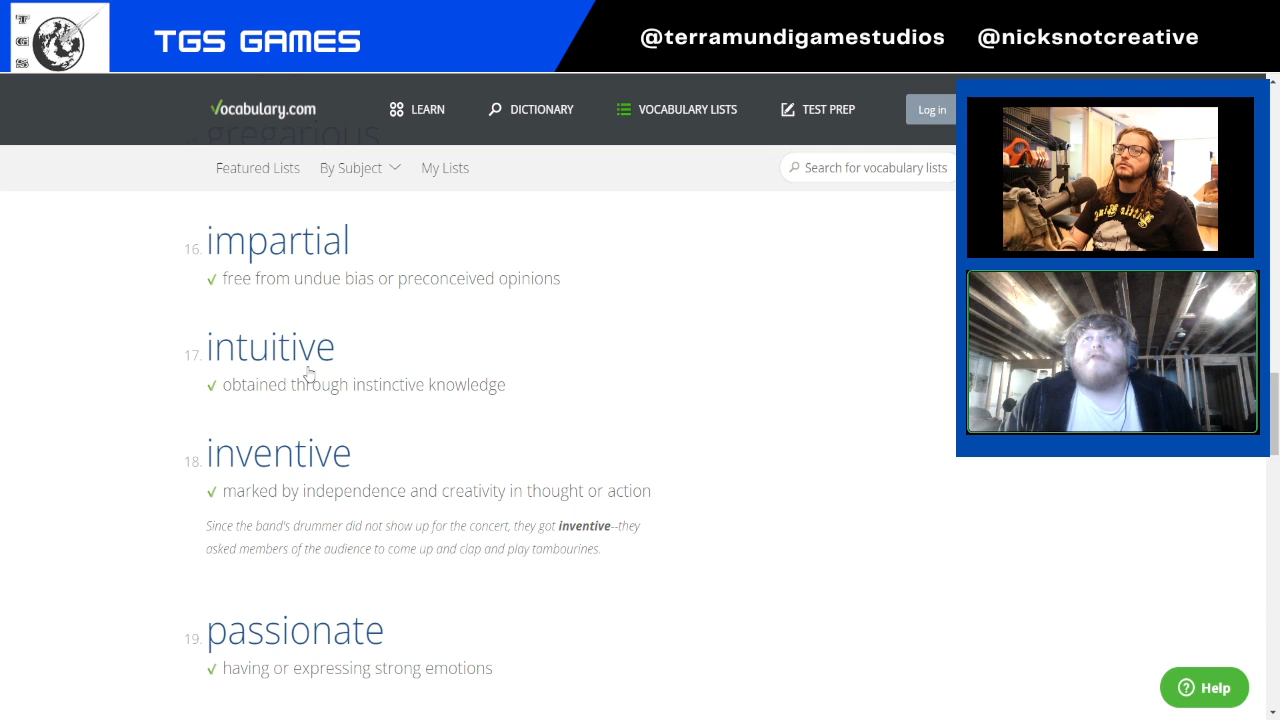 T
G
S
TGS GAMES
@terramundigamestudios @nicksnotcreative
Vocabulary.com LEARN DICTIONARY VOCABULARY LISTS TEST PREP Log in
gregarious
Featured Lists By Subject My Lists Search for vocabulary lists
16. impartial
✓ free from undue bias or preconceived opinions
17. intuitive
✓ obtained through instinctive knowledge
18. inventive
✓ marked by independence and creativity in thought or action
Since the band's drummer did not show up for the concert, they got inventive--they
asked members of the audience to come up and clap and play tambourines.
19. passionate
✓ having or expressing strong emotions
Help